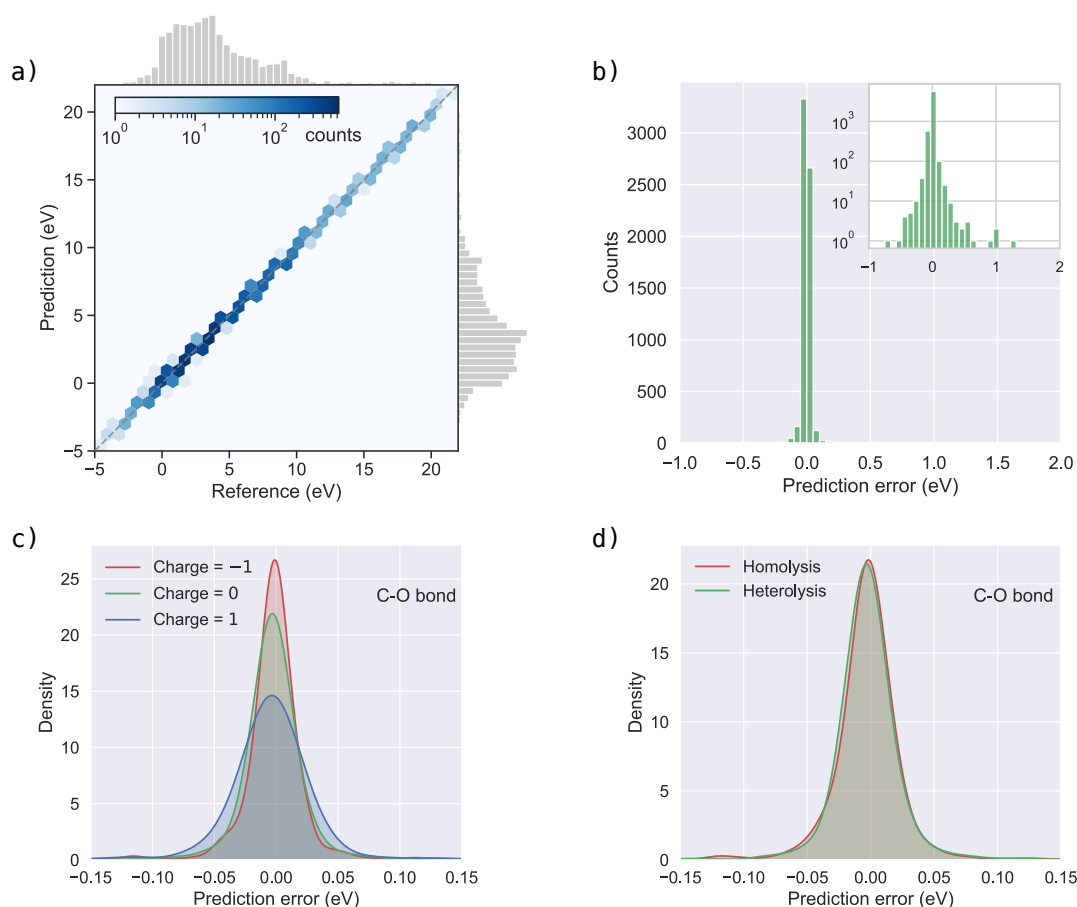 a)
20
15
10
5
0
−5
Prediction (eV)
10⁰ 10¹ 10² counts
−5 0 5 10 15 20
Reference (eV)
b)
3000
2500
2000
1500
1000
500
0
Counts
10³
10²
10¹
10⁰
−1 0 1 2
−1.0 −0.5 0.0 0.5 1.0 1.5 2.0
Prediction error (eV)
c)
25
20
15
10
5
0
Density
Charge = −1
Charge = 0
Charge = 1
C-O bond
−0.15 −0.10 −0.05 0.00 0.05 0.10 0.15
Prediction error (eV)
d)
20
15
10
5
0
Density
Homolysis
Heterolysis
C-O bond
−0.15 −0.10 −0.05 0.00 0.05 0.10 0.15
Prediction error (eV)